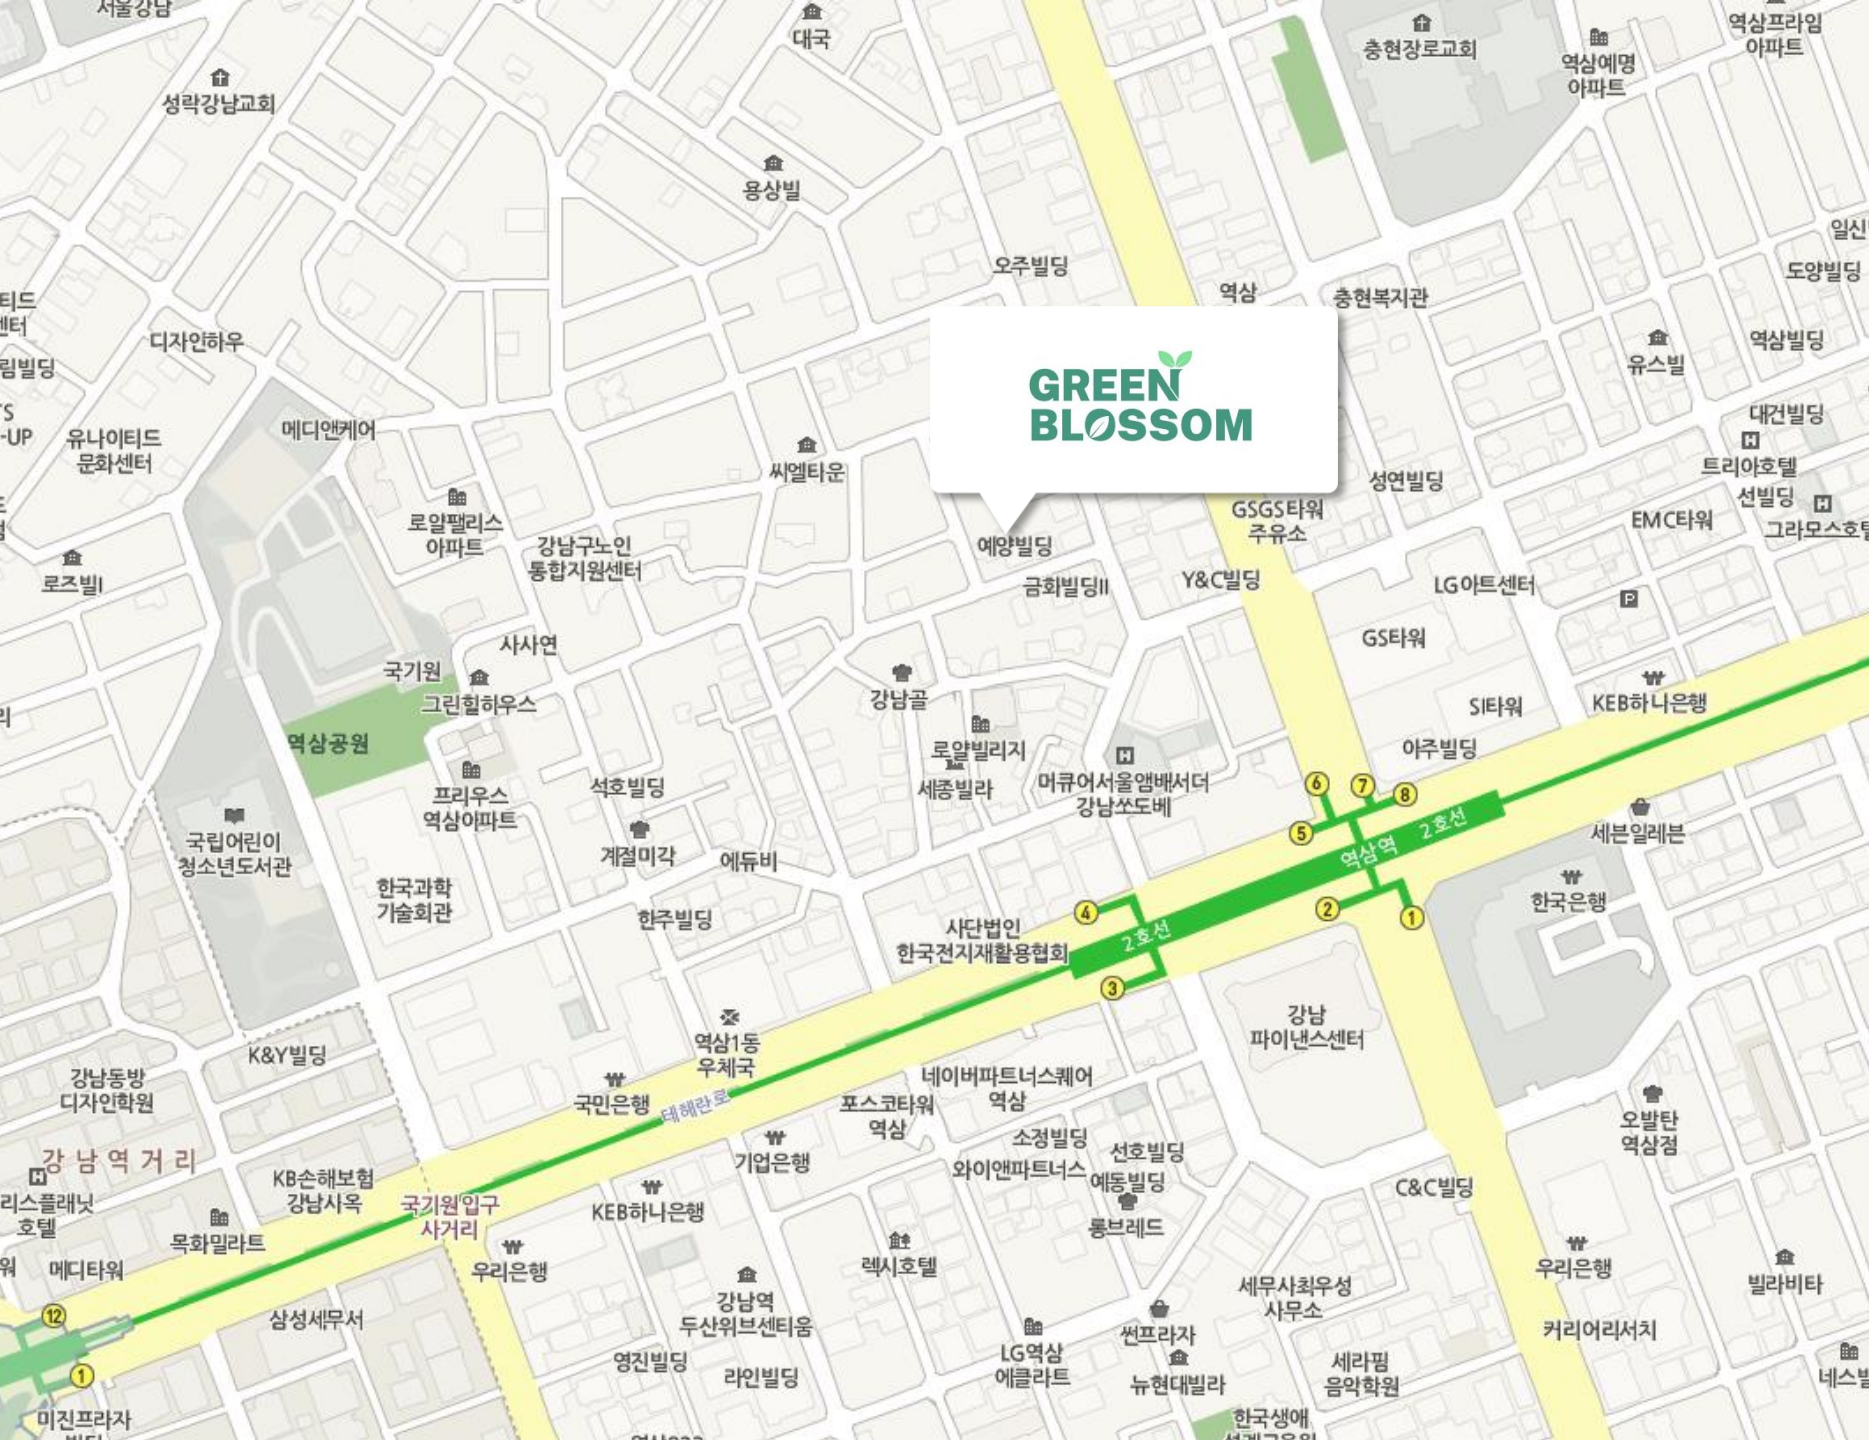 서울강남
대국
충현장로교회
역삼프라임
아파트
역삼예명
아파트
성락강남교회
용상빌
오주빌딩
역삼
충현복지관
도양빌딩
디자인하우
역삼빌딩
유스빌
GREEN
BLOSSOM
대건빌딩
메디앤케어
유나이티드
문화센터
-UP
씨엘타운
트리아호텔
성연빌딩
선빌딩
로얄팰리스
아파트
GSGS타워
주유소
EMC타워
강남구노인
통합지원센터
예양빌딩
로즈빌I
금화빌딩II
Y&C빌딩
LG아트센터
P
GS타워
사사연
국기원
그린힐하우스
강남골
SI타워
KEB하나은행
역삼공원
로얄빌리지
아주빌딩
세종빌라
머큐어서울앰배서더
강남쏘도베
석호빌딩
프리우스
역삼아파트
6
7
8
5
역삼역 2호선
세븐일레븐
국립어린이
청소년도서관
계절미각
에듀비
한국과학
기술회관
한주빌딩
한국은행
4
2
1
사단법인
한국전지재활용협회
2호선
3
강남
파이낸스센터
역삼1동
우체국
K&Y빌딩
강남동방
디자인학원
네이버파트너스퀘어
역삼
국민은행
테헤란로
포스코타워
역삼
오발탄
역삼점
소정빌딩
선호빌딩
강남역거리
기업은행
와이앤파트너스
예동빌딩
KB손해보험
강남사옥
C&C빌딩
국기원입구
사거리
KEB하나은행
롱브레드
리스플래닛
호텔
목화밀라트
메디타워
우리은행
렉시호텔
우리은행
빌라비타
세무사최우성
사무소
강남역
두산위브센티움
12
삼성세무서
썬프라자
커리어리서치
LG역삼
에클라트
영진빌딩
라인빌딩
뉴현대빌라
세라핌
음악학원
1
미진프라자
한국생애